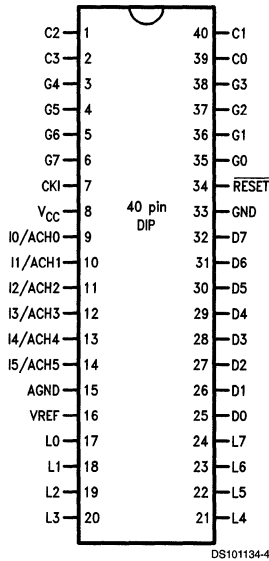 C2 1 40 C1
C3 2 39 C0
G4 3 38 G3
G5 4 37 G2
G6 5 36 G1
G7 6 35 G0
CKI 7 34 RESET
VCC 8 40 pin 33 GND
I0/ACH0 9 DIP 32 D7
I1/ACH1 10 31 D6
I2/ACH2 11 30 D5
I3/ACH3 12 29 D4
I4/ACH4 13 28 D3
I5/ACH5 14 27 D2
AGND 15 26 D1
VREF 16 25 D0
L0 17 24 L7
L1 18 23 L6
L2 19 22 L5
L3 20 21 L4
DS101134-4